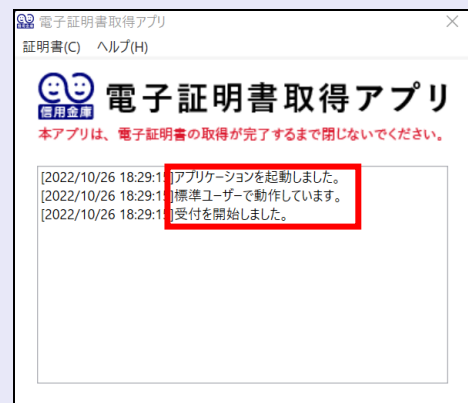 電子証明書取得アプリ
証明書(C) ヘルプ(H)
信用金庫
電子証明書取得アプリ
本アプリは、電子証明書の取得が完了するまで閉じないでください。
[2022/10/26 18:29:15]アプリケーションを起動しました。
[2022/10/26 18:29:15]標準ユーザーで動作しています。
[2022/10/26 18:29:15]受付を開始しました。